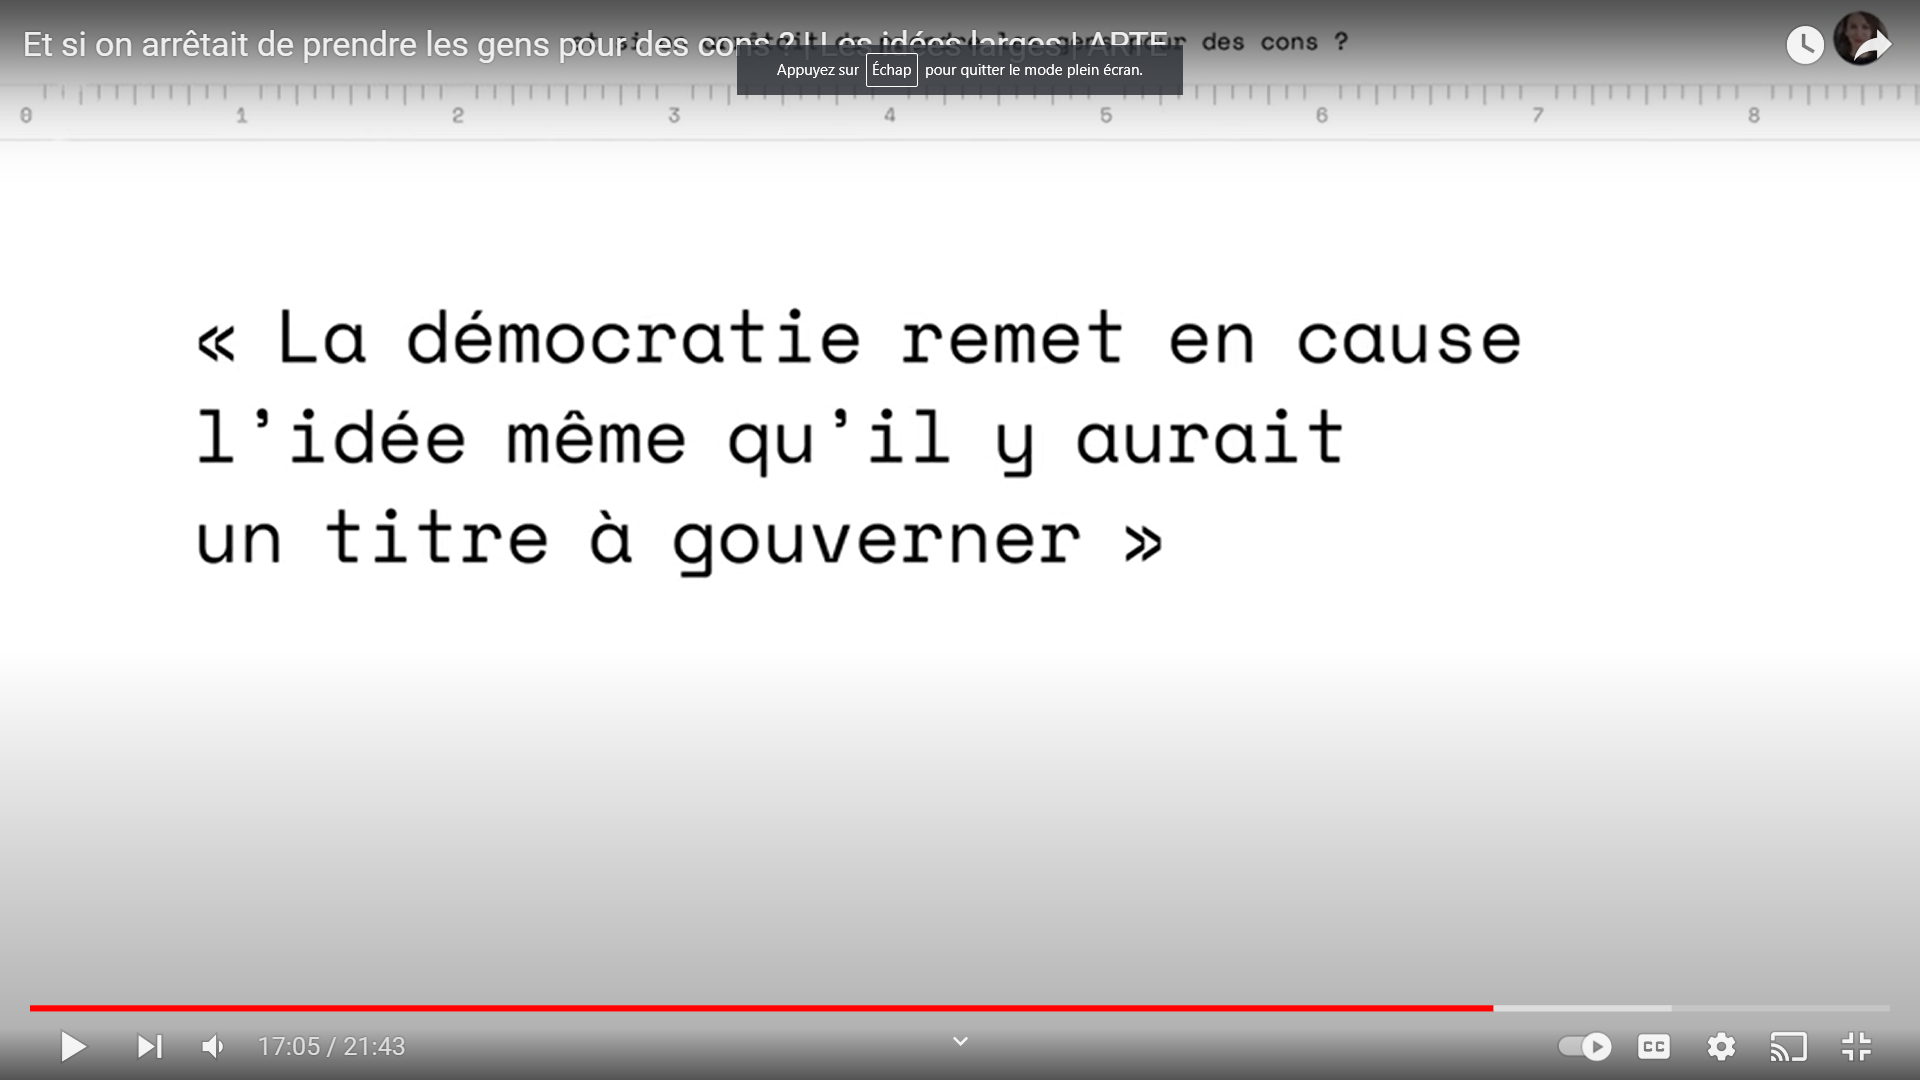 Et si on arrêtait de prendre les gens pour des cons ? | Les idées larges | ARTE
des cons ?
Appuyez sur Échap pour quitter le mode plein écran.
0 1 2 3 4 5 6 7 8
« La démocratie remet en cause
l’idée même qu’il y aurait
un titre à gouverner »
17:05 / 21:43
CC